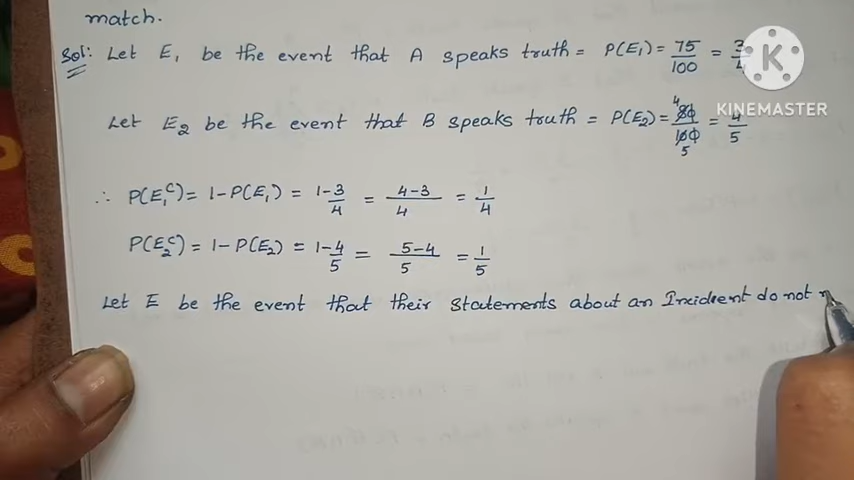 match.
Sol: Let E₁ be the event that A speaks truth = P(E₁) = 75/100 = 3/4
Let E₂ be the event that B speaks truth = P(E₂) = 80/100 4/5 = 4/5
∴ P(E₁ᶜ) = 1 - P(E₁) = 1 - 3/4 = 4-3/4 = 1/4
P(E₂ᶜ) = 1 - P(E₂) = 1 - 4/5 = 5-4/5 = 1/5
Let E be the event that their statements about an Incident do not
K
KINEMASTER